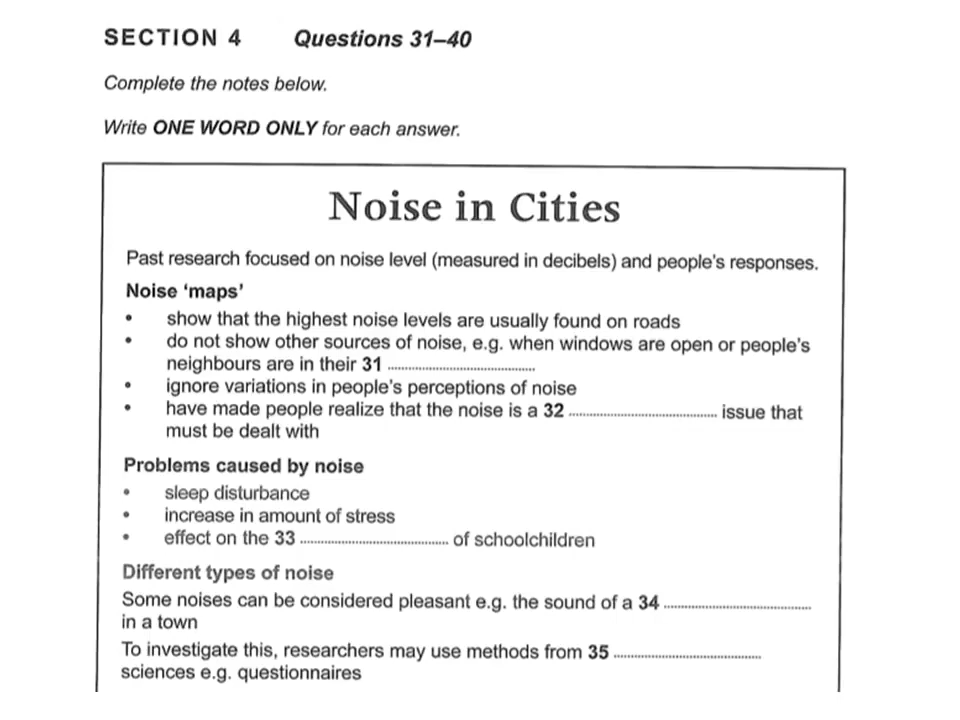 SECTION 4 Questions 31–40
Complete the notes below.
Write ONE WORD ONLY for each answer.
Noise in Cities
Past research focused on noise level (measured in decibels) and people's responses.
Noise 'maps'
• show that the highest noise levels are usually found on roads
• do not show other sources of noise, e.g. when windows are open or people's
neighbours are in their 31 ........................................
• ignore variations in people's perceptions of noise
• have made people realize that the noise is a 32 ........................................ issue that
must be dealt with
Problems caused by noise
• sleep disturbance
• increase in amount of stress
• effect on the 33 ........................................ of schoolchildren
Different types of noise
Some noises can be considered pleasant e.g. the sound of a 34 ........................................
in a town
To investigate this, researchers may use methods from 35 ........................................
sciences e.g. questionnaires